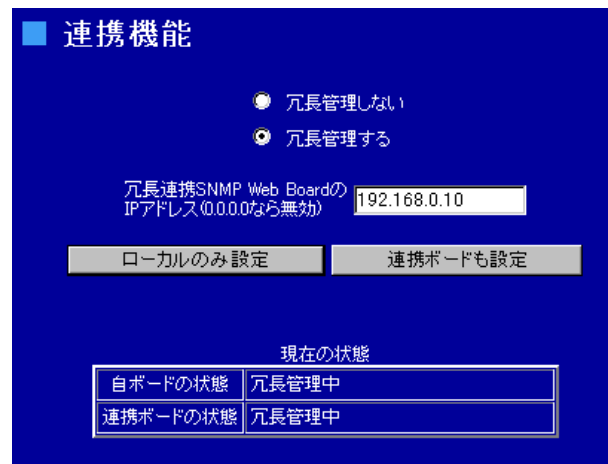 連携機能
冗長管理しない
冗長管理する
冗長連携SNMP Web Boardの
IPアドレス(0.0.0.0なら無効)
192.168.0.10
ローカルのみ設定 連携ボードも設定
現在の状態
自ボードの状態 冗長管理中
連携ボードの状態 冗長管理中